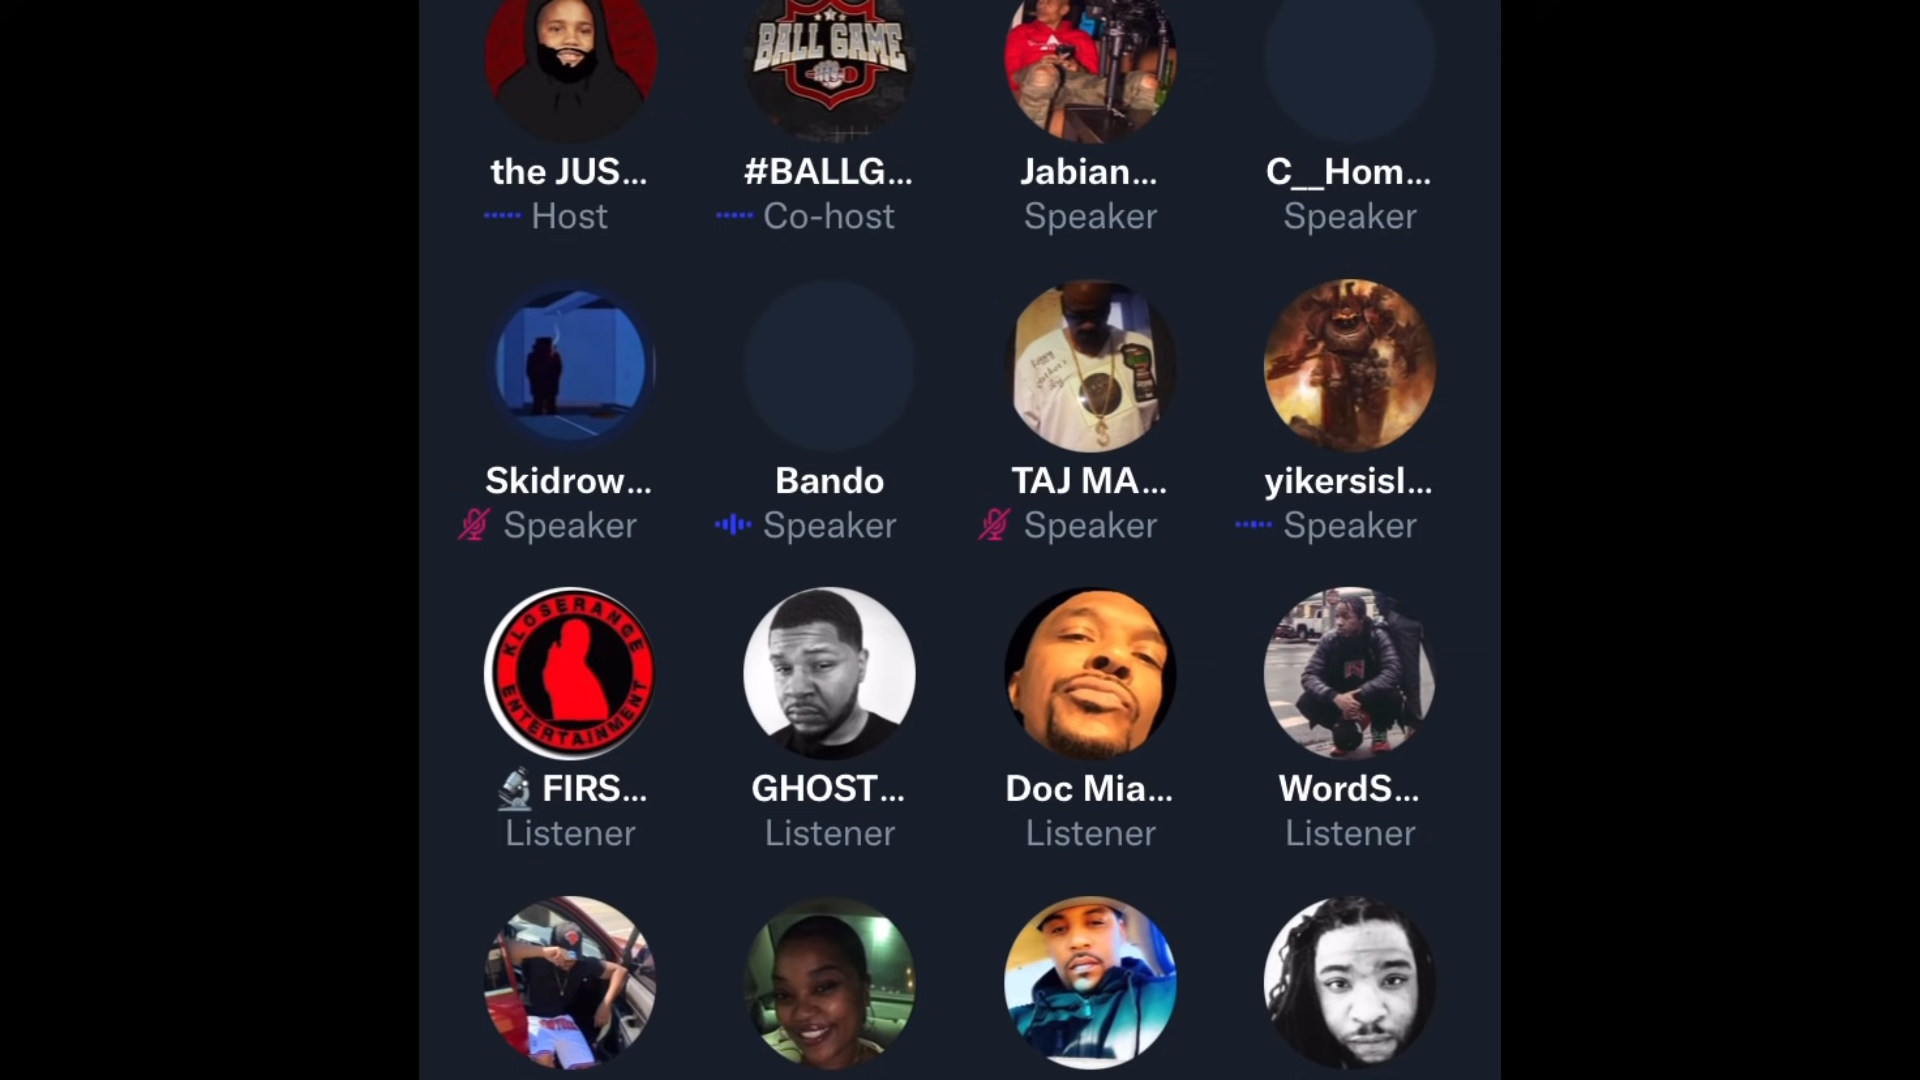 BALL GAME
the JUS...
#BALLG...
Jabian...
C__Hom...
Host
Co-host
Speaker
Speaker
Skidrow...
Bando
TAJ MA...
yikersisl...
Speaker
Speaker
Speaker
Speaker
KLOSERANGE
ENTERTAINMENT
🔬 FIRS...
GHOST...
Doc Mia...
WordS...
Listener
Listener
Listener
Listener